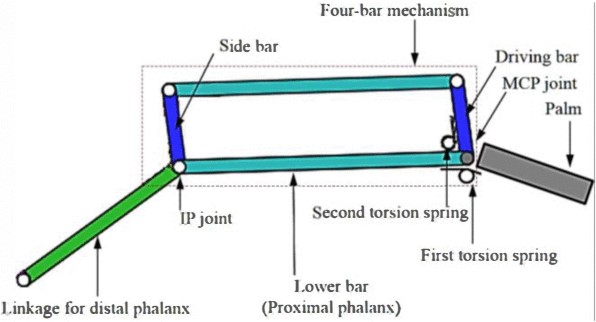 Four-bar mechanism
Side bar
Driving bar
MCP joint
Palm
IP joint
Second torsion spring
First torsion spring
Lower bar
(Proximal phalanx)
Linkage for distal phalanx